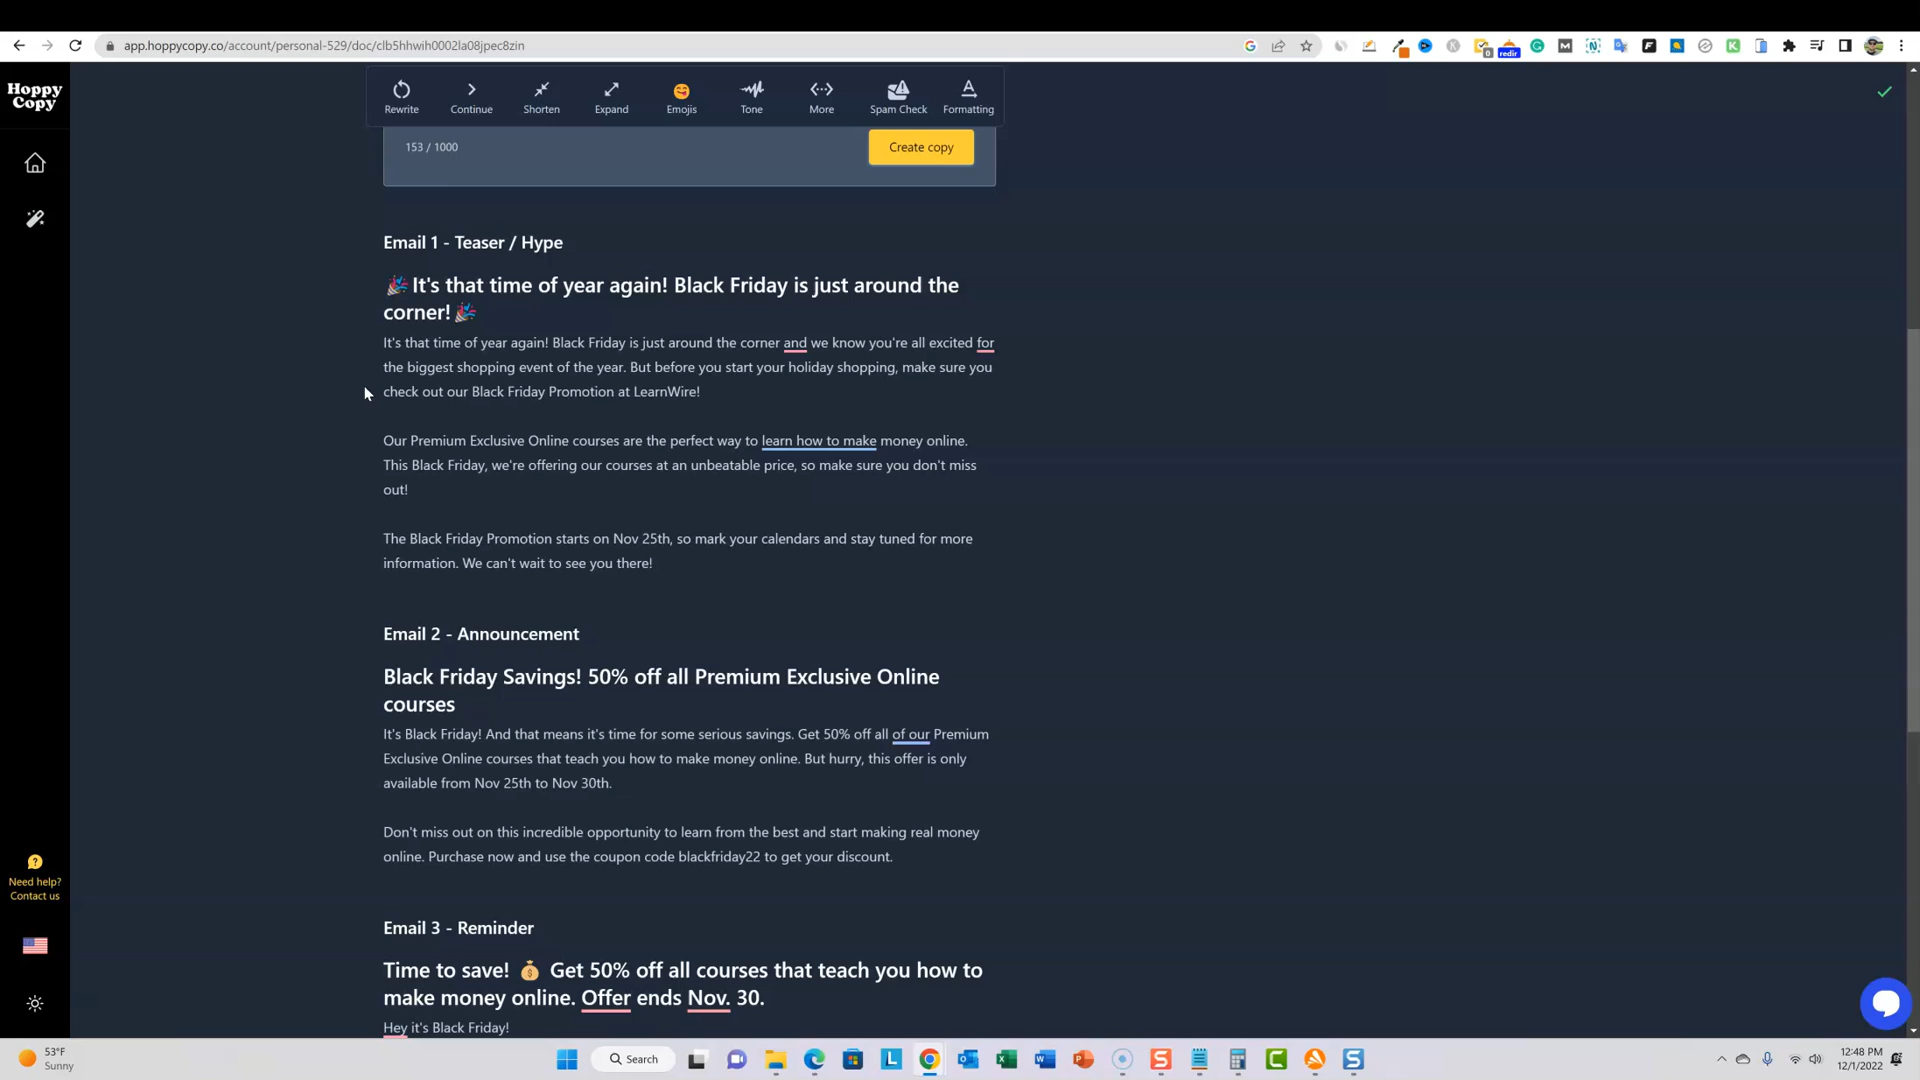 app.hoppycopy.co/account/personal-529/doc/clb5hhwih0002la08jpec8zin
redir
Hoppy
Copy
Rewrite
Continue
Shorten
Expand
Emojis
Tone
More
Spam Check
Formatting
153 / 1000
Create copy
Email 1 - Teaser / Hype
🎉It's that time of year again! Black Friday is just around the
corner!🎉
It's that time of year again! Black Friday is just around the corner and we know you're all excited for
the biggest shopping event of the year. But before you start your holiday shopping, make sure you
check out our Black Friday Promotion at LearnWire!
Our Premium Exclusive Online courses are the perfect way to learn how to make money online.
This Black Friday, we're offering our courses at an unbeatable price, so make sure you don't miss
out!
The Black Friday Promotion starts on Nov 25th, so mark your calendars and stay tuned for more
information. We can't wait to see you there!
Email 2 - Announcement
Black Friday Savings! 50% off all Premium Exclusive Online
courses
It's Black Friday! And that means it's time for some serious savings. Get 50% off all of our Premium
Exclusive Online courses that teach you how to make money online. But hurry, this offer is only
available from Nov 25th to Nov 30th.
Don't miss out on this incredible opportunity to learn from the best and start making real money
online. Purchase now and use the coupon code blackfriday22 to get your discount.
Email 3 - Reminder
Time to save! 💰 Get 50% off all courses that teach you how to
make money online. Offer ends Nov. 30.
Hey it's Black Friday!
Need help?
Contact us
53°F
Sunny
Search
12:48 PM
12/1/2022